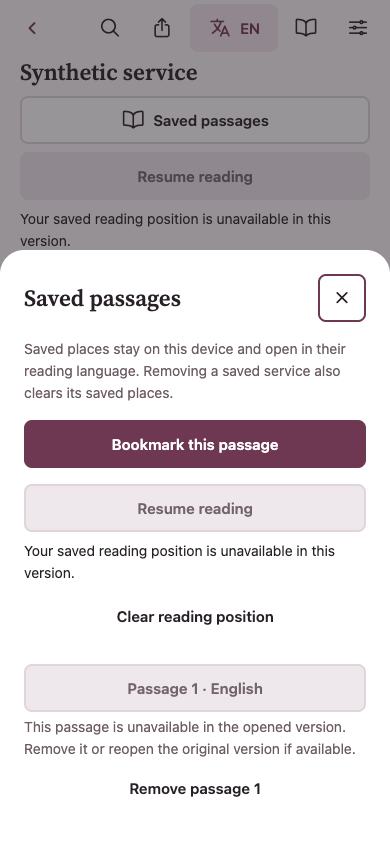 EN
Synthetic service
Saved passages
Resume reading
Your saved reading position is unavailable in this
version.
Saved passages
Saved places stay on this device and open in their
reading language. Removing a saved service also
clears its saved places.
Bookmark this passage
Resume reading
Your saved reading position is unavailable in this
version.
Clear reading position
Passage 1 · English
This passage is unavailable in the opened version.
Remove it or reopen the original version if available.
Remove passage 1